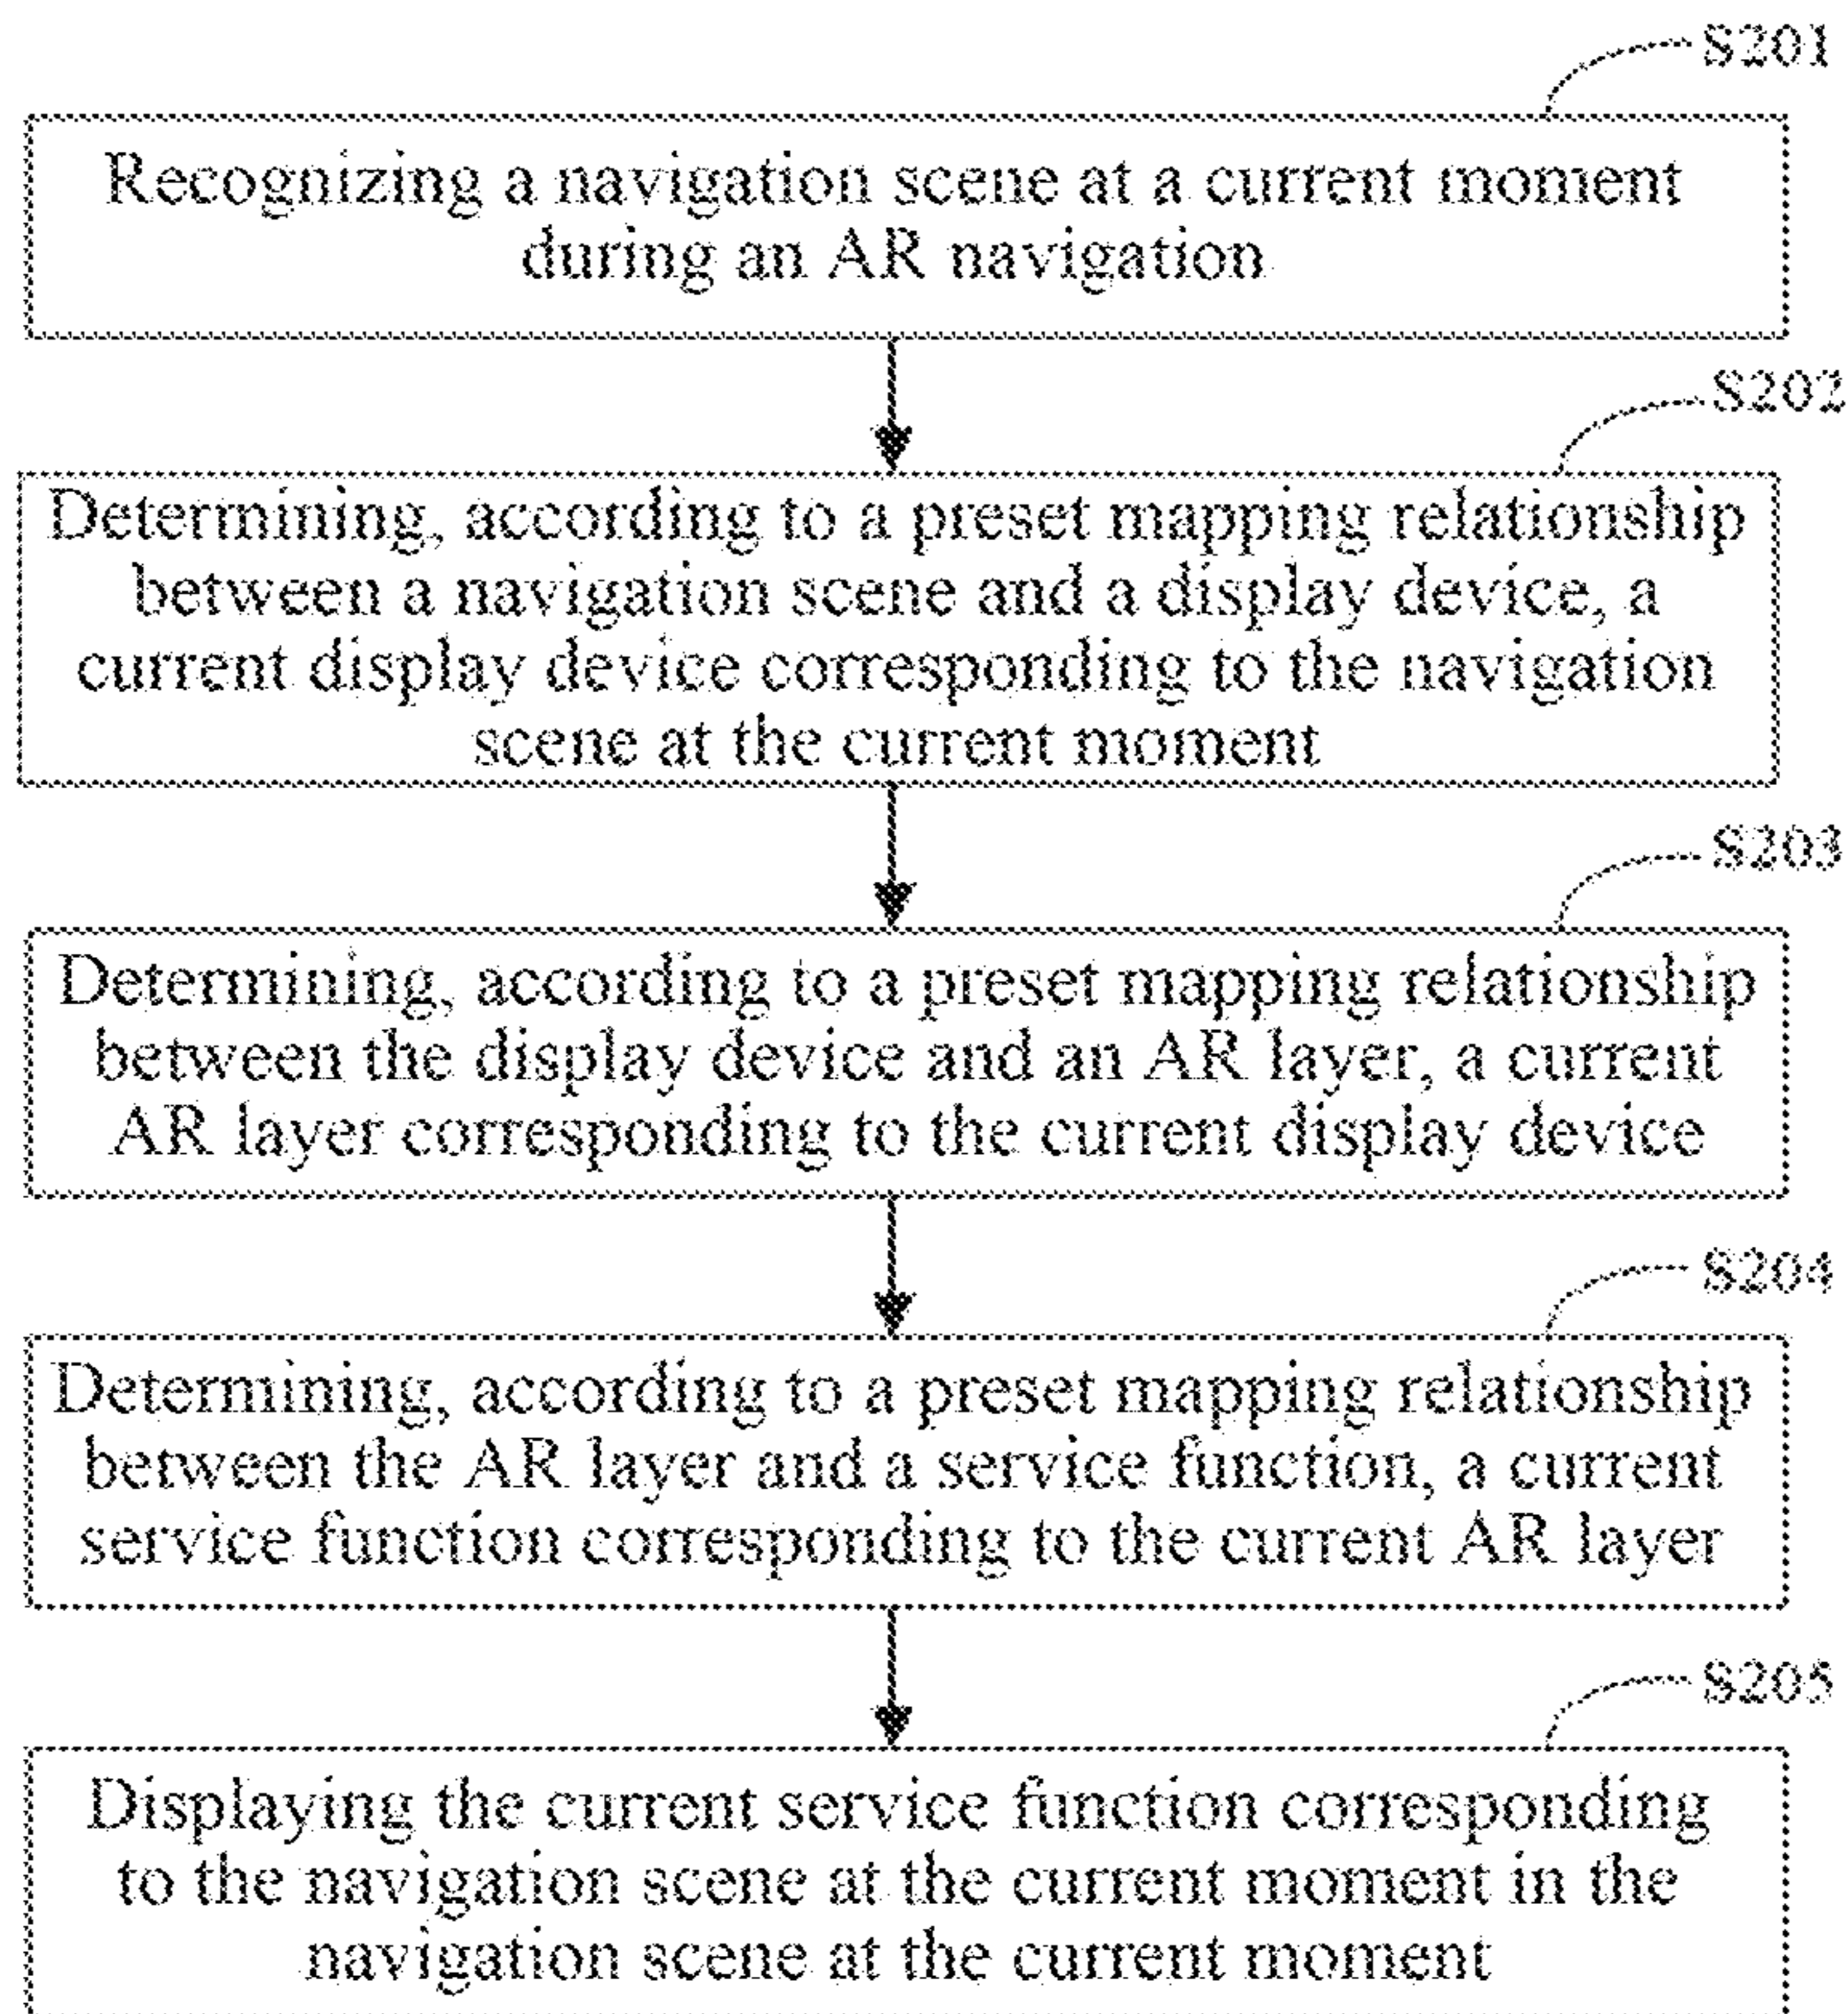 S201
Recognizing a navigation scene at a current moment
during an AR navigation
S202
Determining, according to a preset mapping relationship
between a navigation scene and a display device, a
current display device corresponding to the navigation
scene at the current moment
S203
Determining, according to a preset mapping relationship
between the display device and an AR layer, a current
AR layer corresponding to the current display device
S204
Determining, according to a preset mapping relationship
between the AR layer and a service function, a current
service function corresponding to the current AR layer
S205
Displaying the current service function corresponding
to the navigation scene at the current moment in the
navigation scene at the current moment